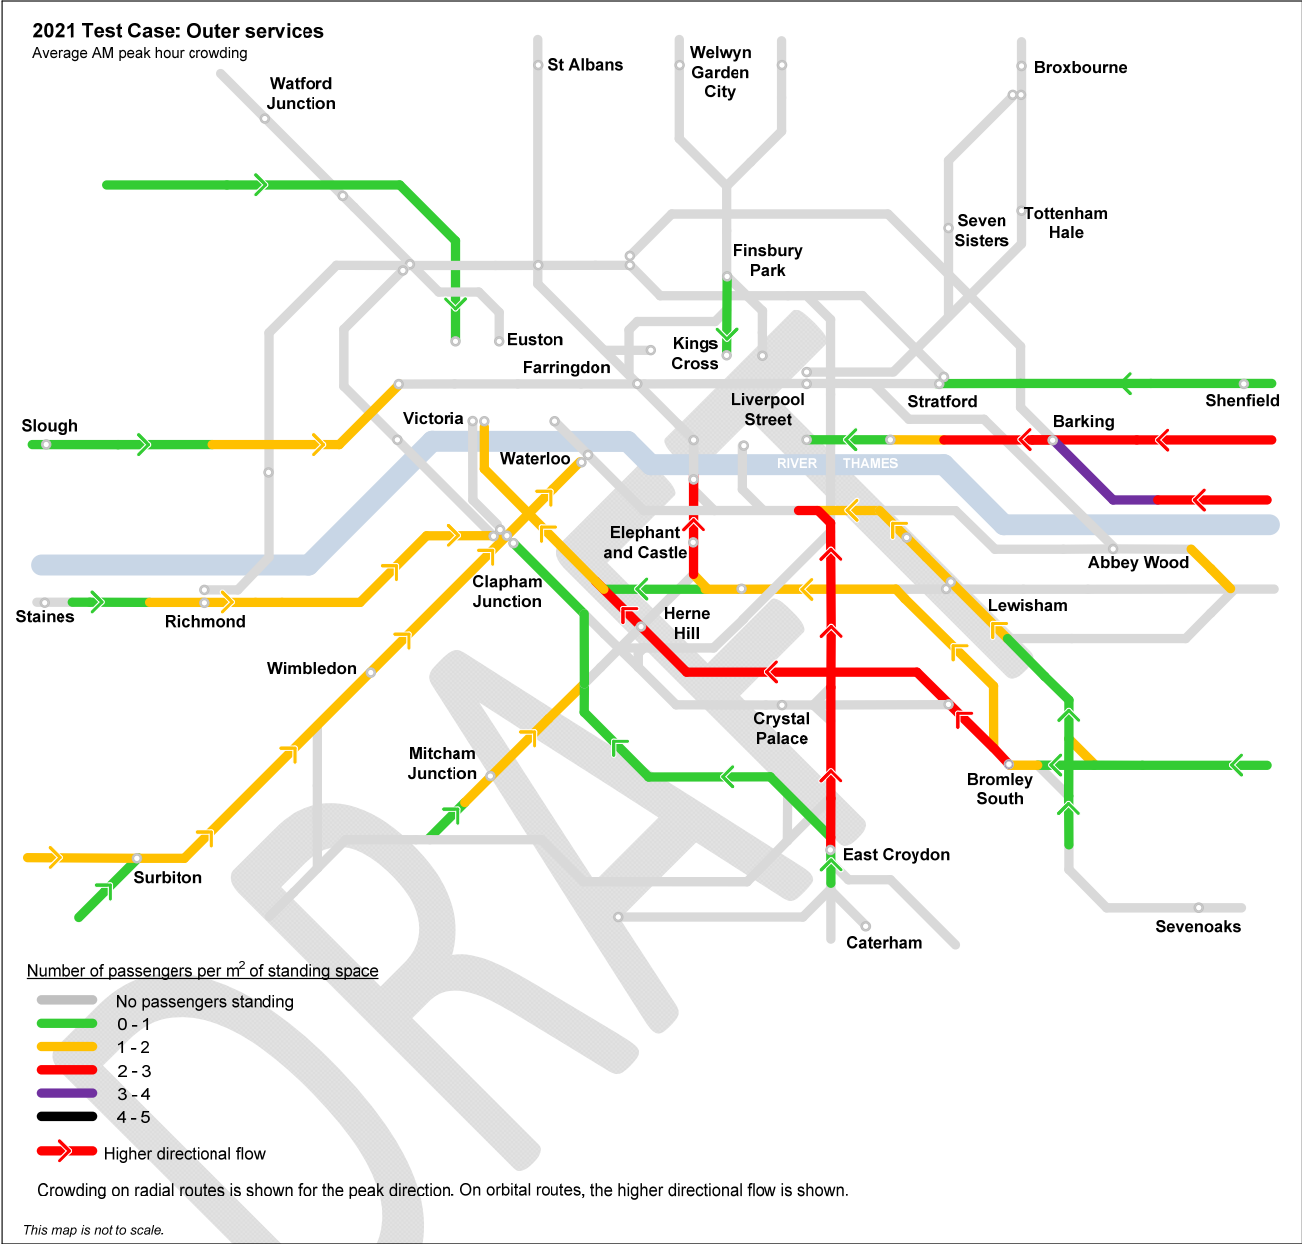 2021 Test Case: Outer services
Average AM peak hour crowding
Watford
Junction
St Albans
Welwyn
Garden
City
Broxbourne
Seven
Sisters
Tottenham
Hale
Finsbury
Park
Euston
Kings
Cross
Farringdon
Liverpool
Street
Stratford
Shenfield
Slough
Victoria
Barking
Waterloo
RIVER THAMES
Elephant
and Castle
Abbey Wood
Clapham
Junction
Staines
Richmond
Herne
Hill
Lewisham
Wimbledon
Crystal
Palace
Mitcham
Junction
Bromley
South
East Croydon
Surbiton
Sevenoaks
Caterham
DRAFT
Number of passengers per m² of standing space
No passengers standing
0 - 1
1 - 2
2 - 3
3 - 4
4 - 5
Higher directional flow
Crowding on radial routes is shown for the peak direction. On orbital routes, the higher directional flow is shown.
This map is not to scale.